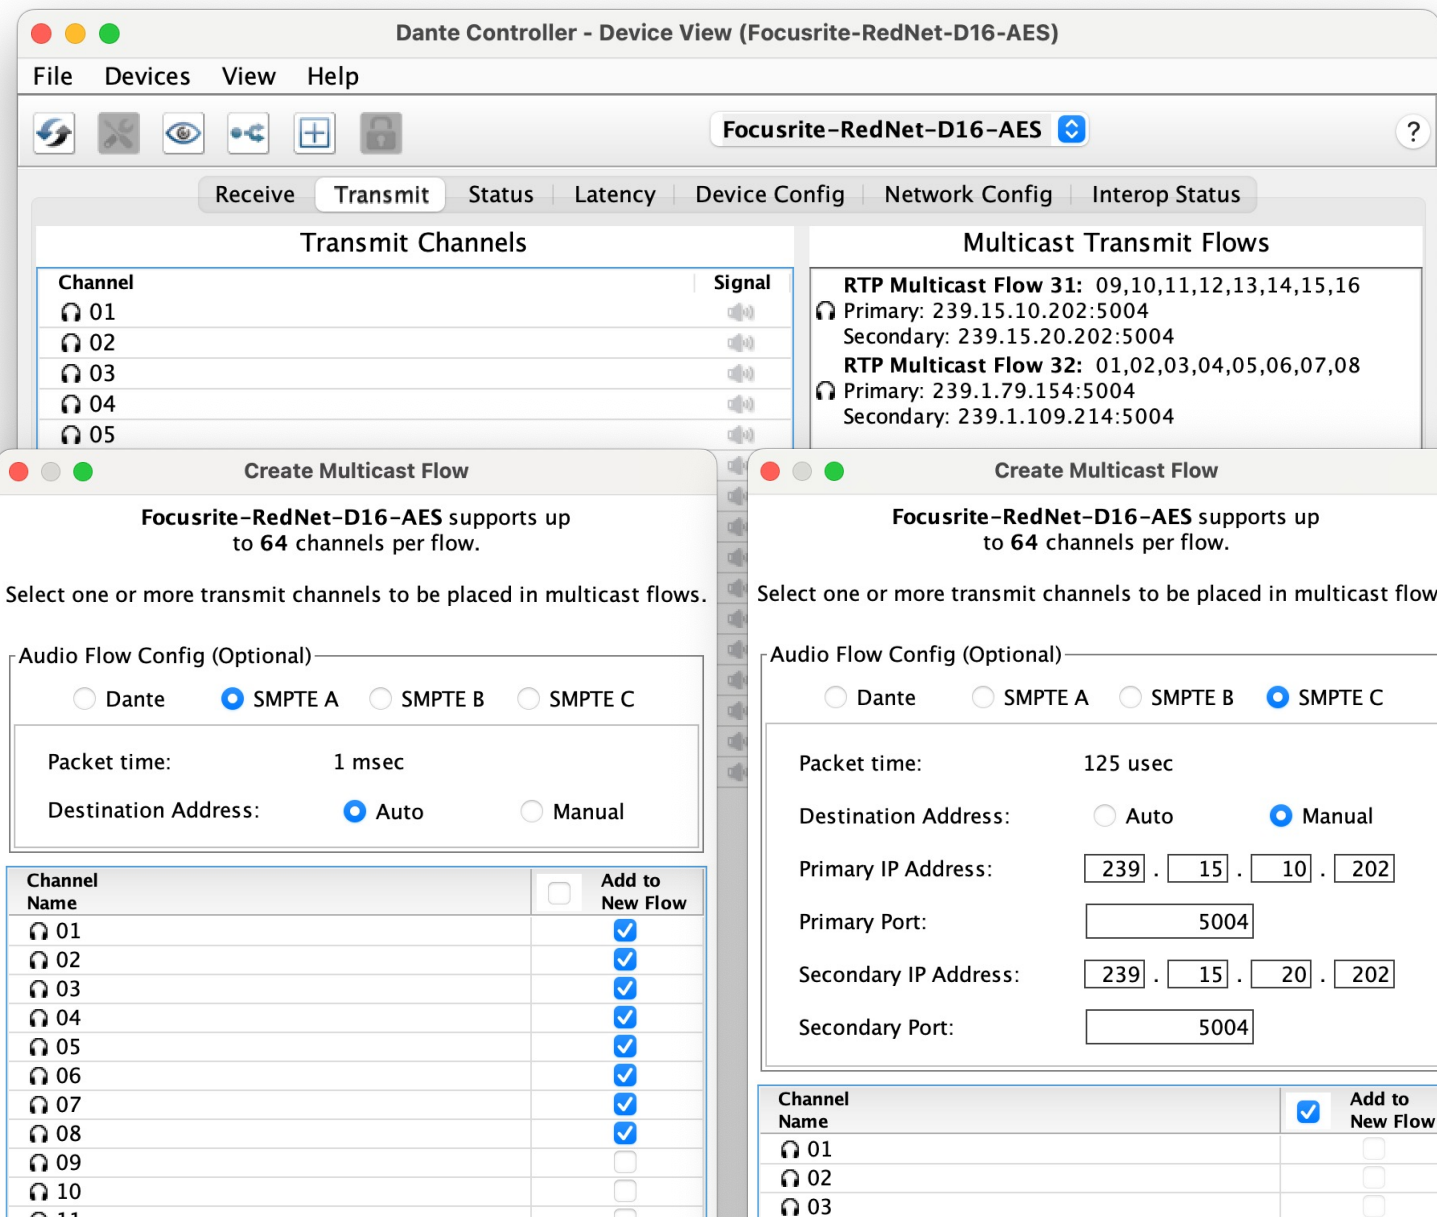 Dante Controller - Device View (Focusrite-RedNet-D16-AES)
File Devices View Help
Focusrite-RedNet-D16-AES
?
Receive Transmit Status Latency Device Config Network Config Interop Status
Transmit Channels
Channel Signal
01
02
03
04
05
Multicast Transmit Flows
RTP Multicast Flow 31: 09,10,11,12,13,14,15,16
Primary: 239.15.10.202:5004
Secondary: 239.15.20.202:5004
RTP Multicast Flow 32: 01,02,03,04,05,06,07,08
Primary: 239.1.79.154:5004
Secondary: 239.1.109.214:5004
Create Multicast Flow
Focusrite-RedNet-D16-AES supports up
to 64 channels per flow.
Select one or more transmit channels to be placed in multicast flows.
Audio Flow Config (Optional)
Dante SMPTE A SMPTE B SMPTE C
Packet time: 1 msec
Destination Address: Auto Manual
Channel Name
Add to New Flow
01
02
03
04
05
06
07
08
09
10
11
Create Multicast Flow
Focusrite-RedNet-D16-AES supports up
to 64 channels per flow.
Select one or more transmit channels to be placed in multicast flow
Audio Flow Config (Optional)
Dante SMPTE A SMPTE B SMPTE C
Packet time: 125 usec
Destination Address: Auto Manual
Primary IP Address: 239 . 15 . 10 . 202
Primary Port: 5004
Secondary IP Address: 239 . 15 . 20 . 202
Secondary Port: 5004
Channel Name
Add to New Flow
01
02
03